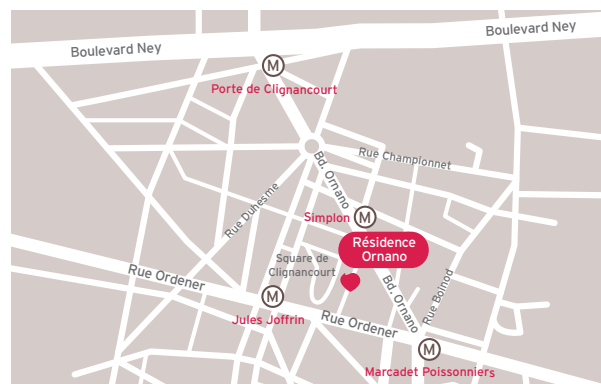 Boulevard Ney
Boulevard Ney
M
Porte de Clignancourt
Bd. Ornano
Rue Championnet
Rue Duhesme
Simplon
M
Résidence
Ornano
Square de
Clignancourt
Rue Ordener
Bd. Ornano
Rue Boinod
M
Jules Joffrin
Rue Ordener
M
Marcadet Poissonniers